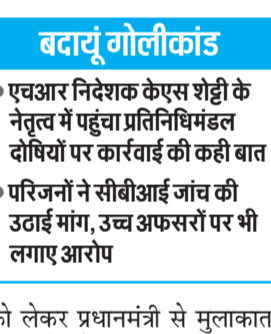 बदायूं गोलीकांड
एचआर निदेशक केएस शेट्टी के
नेतृत्व में पहुंचा प्रतिनिधिमंडल
दोषियों पर कार्रवाई की कही बात
परिजनों ने सीबीआई जांच की
उठाई मांग, उच्च अफसरों पर भी
लगाए आरोप
को लेकर प्रधानमंत्री से मुलाकात